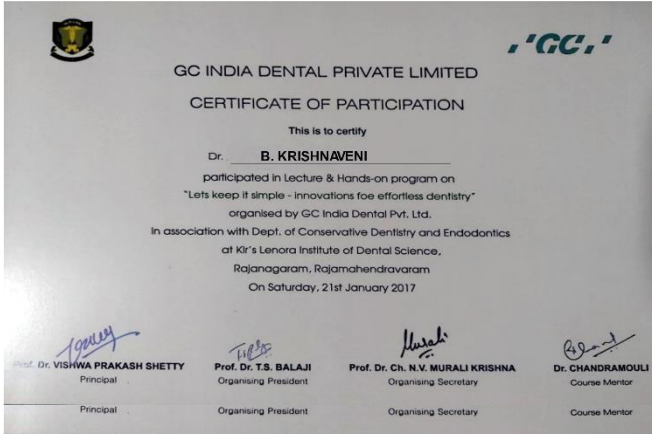 GC
GC INDIA DENTAL PRIVATE LIMITED
CERTIFICATE OF PARTICIPATION
This is to certify
Dr. B. KRISHNAVENI
participated in Lecture & Hands-on program on
"Lets keep it simple - innovations foe effortless dentistry"
organised by GC India Dental Pvt. Ltd.
In association with Dept. of Conservative Dentistry and Endodontics
at Kir's Lenora Institute of Dental Science,
Rajanagaram, Rajamahendravaram
On Saturday, 21st January 2017
Murali
Prof. Dr. VISHWA PRAKASH SHETTY Prof. Dr. T.S. BALAJI Prof. Dr. Ch. N.V. MURALI KRISHNA Dr. CHANDRAMOULI
Principal Organising President Organising Secretary Course Mentor
Principal Organising President Organising Secretary Course Mentor